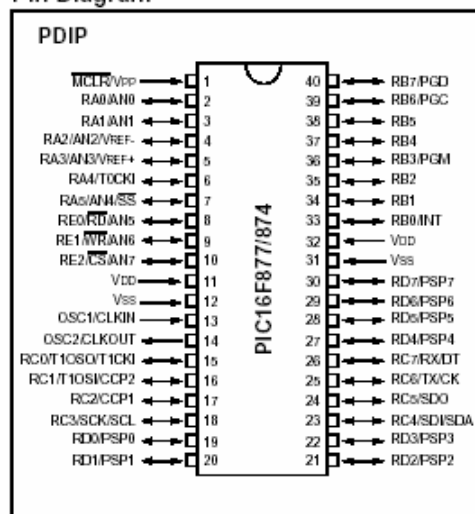 PDIP
MCLR/VPP 1
RA0/AN0 2
RA1/AN1 3
RA2/AN2/VREF- 4
RA3/AN3/VREF+ 5
RA4/T0CKI 6
RA5/AN4/SS 7
RE0/RD/AN5 8
RE1/WR/AN6 9
RE2/CS/AN7 10
VDD 11
VSS 12
OSC1/CLKIN 13
OSC2/CLKOUT 14
RC0/T1OSO/T1CKI 15
RC1/T1OSI/CCP2 16
RC2/CCP1 17
RC3/SCK/SCL 18
RD0/PSP0 19
RD1/PSP1 20
PIC16F877/874
40 RB7/PGD
39 RB6/PGC
38 RB5
37 RB4
36 RB3/PGM
35 RB2
34 RB1
33 RB0/INT
32 VDD
31 VSS
30 RD7/PSP7
29 RD6/PSP6
28 RD5/PSP5
27 RD4/PSP4
26 RC7/RX/DT
25 RC6/TX/CK
24 RC5/SDO
23 RC4/SDI/SDA
22 RD3/PSP3
21 RD2/PSP2